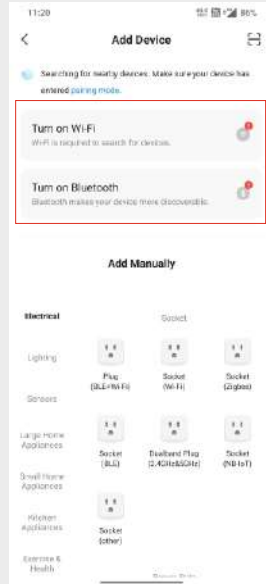 11:20
86%
Add Device
Searching for nearby devices. Make sure your device has
entered pairing mode.
Turn on Wi-Fi
Wi-Fi is required to search for devices.
Turn on Bluetooth
Bluetooth makes your device more discoverable.
Add Manually
Electrical
Socket
Lighting
Plug
(BLE+Wi-Fi)
Socket
(Wi-Fi)
Socket
(Zigbee)
Sensors
Large Home
Appliances
Socket
(BLE)
Dualband Plug
(2.4GHz&5GHz)
Socket
(NB-IoT)
Small Home
Appliances
Kitchen
Appliances
Socket
(other)
Exercise &
Health